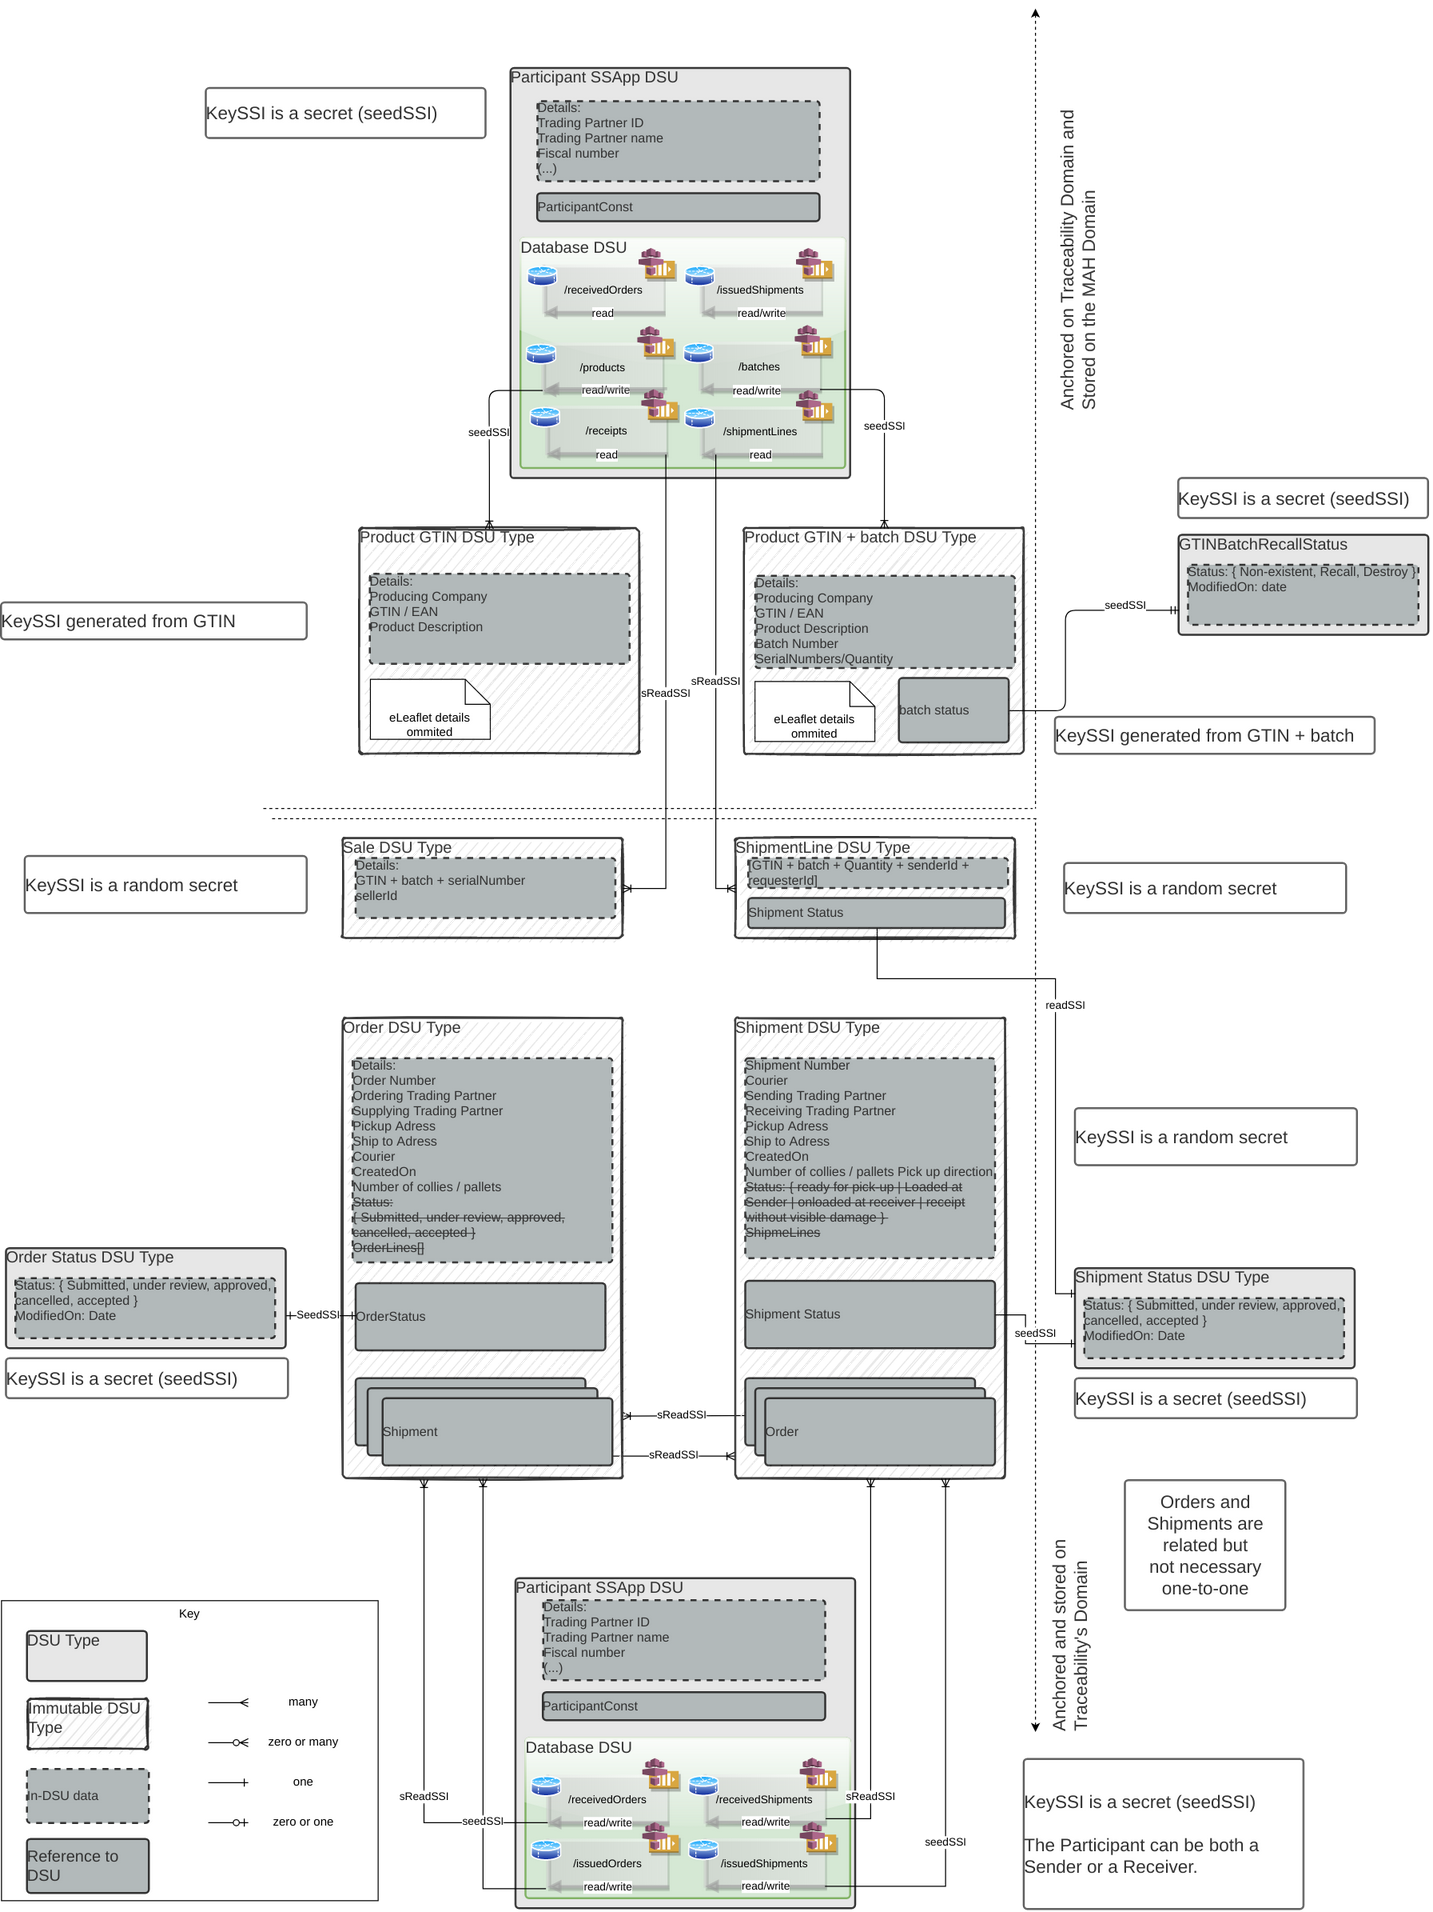 Participant SSApp DSU
KeySSI is a secret (seedSSI)
Details:
Trading Partner ID
Trading Partner name
Fiscal number
(...)
ParticipantConst
Database DSU
/receivedOrders
read
/issuedShipments
read/write
/products
read/write
/batches
read/write
/receipts
read
/shipmentLines
read
Anchored on Traceability Domain and
Stored on the MAH Domain
seedSSI
seedSSI
KeySSI is a secret (seedSSI)
Product GTIN DSU Type
Details:
Producing Company
GTIN / EAN
Product Description
eLeaflet details
ommited
KeySSI generated from GTIN
Product GTIN + batch DSU Type
Details:
Producing Company
GTIN / EAN
Product Description
Batch Number
SerialNumbers/Quantity
eLeaflet details
ommited
batch status
GTINBatchRecallStatus
Status: { Non-existent, Recall, Destroy }
ModifiedOn: date
seedSSI
sReadSSI
sReadSSI
KeySSI generated from GTIN + batch
Sale DSU Type
Details:
GTIN + batch + serialNumber
sellerId
KeySSI is a random secret
ShipmentLine DSU Type
GTIN + batch + Quantity + senderId +
requesterId]
Shipment Status
KeySSI is a random secret
readSSI
Order DSU Type
Details:
Order Number
Ordering Trading Partner
Supplying Trading Partner
Pickup Adress
Ship to Adress
Courier
CreatedOn
Number of collies / pallets
Status:
{ Submitted, under review, approved,
cancelled, accepted }
OrderLines[]
OrderStatus
Shipment
Shipment DSU Type
Shipment Number
Courier
Sending Trading Partner
Receiving Trading Partner
Pickup Adress
Ship to Adress
CreatedOn
Number of collies / pallets Pick up direction
Status: { ready for pick-up | Loaded at
Sender | onloaded at receiver | receipt
without visible damage }
ShipmeLines
Shipment Status
Order
KeySSI is a random secret
Order Status DSU Type
Status: { Submitted, under review, approved,
cancelled, accepted }
ModifiedOn: Date
SeedSSI
KeySSI is a secret (seedSSI)
Shipment Status DSU Type
Status: { Submitted, under review, approved,
cancelled, accepted }
ModifiedOn: Date
seedSSI
KeySSI is a secret (seedSSI)
sReadSSI
sReadSSI
Orders and
Shipments are
related but
not necessary
one-to-one
Anchored and stored on
Traceability's Domain
Participant SSApp DSU
Details:
Trading Partner ID
Trading Partner name
Fiscal number
(...)
ParticipantConst
Database DSU
/receivedOrders
read/write
/receivedShipments
read/write
/issuedOrders
read/write
/issuedShipments
read/write
sReadSSI
seedSSI
sReadSSI
seedSSI
KeySSI is a secret (seedSSI)
The Participant can be both a
Sender or a Receiver.
Key
DSU Type
Immutable DSU
Type
In-DSU data
Reference to
DSU
many
zero or many
one
zero or one